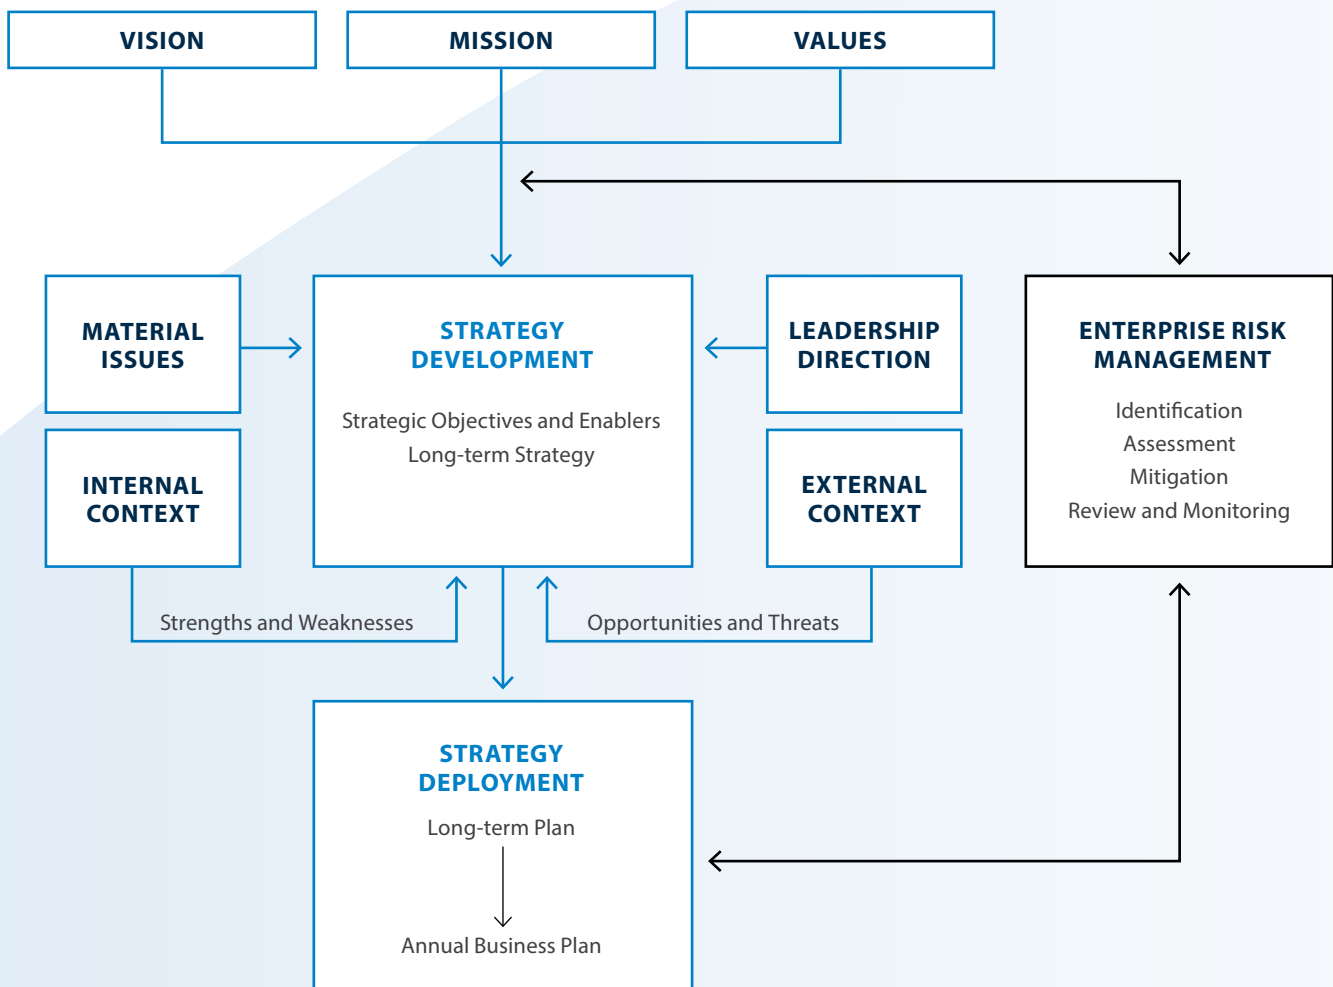 VISION
MISSION
VALUES
MATERIAL
ISSUES
STRATEGY
DEVELOPMENT
Strategic Objectives and Enablers
Long-term Strategy
LEADERSHIP
DIRECTION
ENTERPRISE RISK
MANAGEMENT
Identification
Assessment
Mitigation
Review and Monitoring
INTERNAL
CONTEXT
EXTERNAL
CONTEXT
Strengths and Weaknesses
Opportunities and Threats
STRATEGY
DEPLOYMENT
Long-term Plan
Annual Business Plan